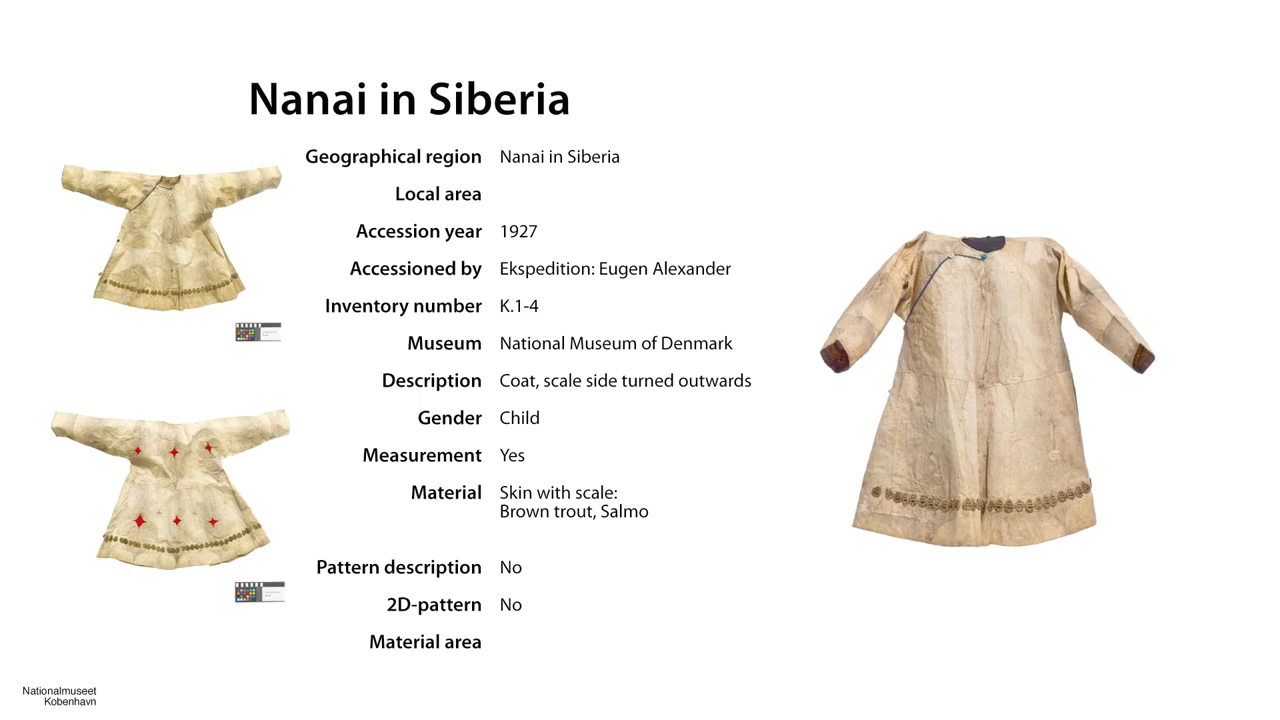 Nanai in Siberia
Geographical region Nanai in Siberia
Local area
Accession year 1927
Accessioned by Ekspedition: Eugen Alexander
Inventory number K.1-4
Museum National Museum of Denmark
Description Coat, scale side turned outwards
Gender Child
Measurement Yes
Material Skin with scale:
Brown trout, Salmo
Pattern description No
2D-pattern No
Material area
Nationalmuseet
Kobenhavn